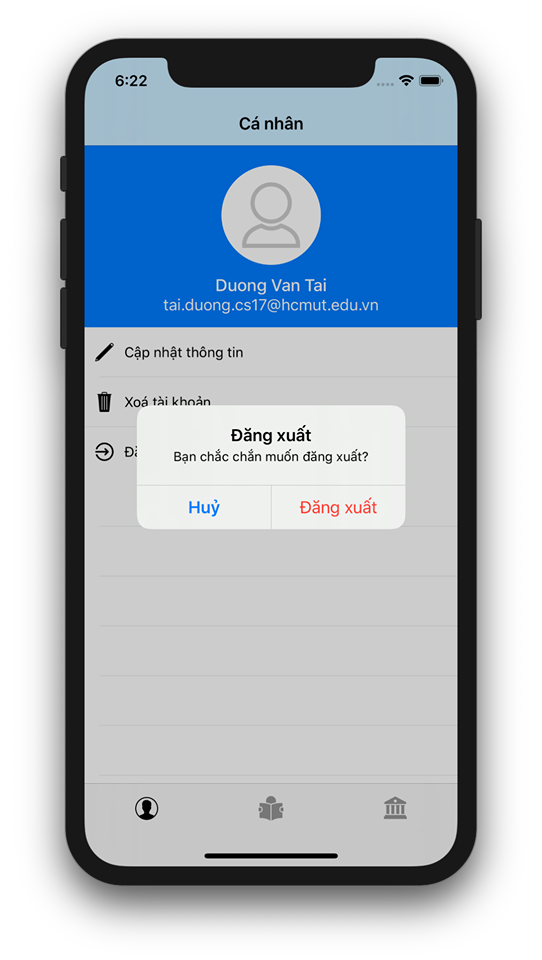 6:22
Cá nhân
Duong Van Tai
tai.duong.cs17@hcmut.edu.vn
Cập nhật thông tin
Xoá tài khoản
Đăng xuất
Bạn chắc chắn muốn đăng xuất?
Huỷ
Đăng xuất